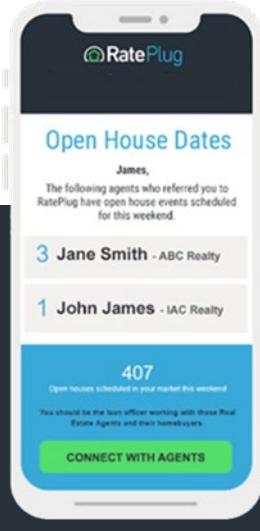 RatePlug
Open House Dates
James,
The following agents who referred you to
RatePlug have open house events scheduled
for this weekend.
3 Jane Smith - ABC Realty
1 John James - IAC Realty
407
Open houses scheduled in your market this weekend
You should be the loan officer working with those Real
Estate Agents and their homebuyers.
CONNECT WITH AGENTS